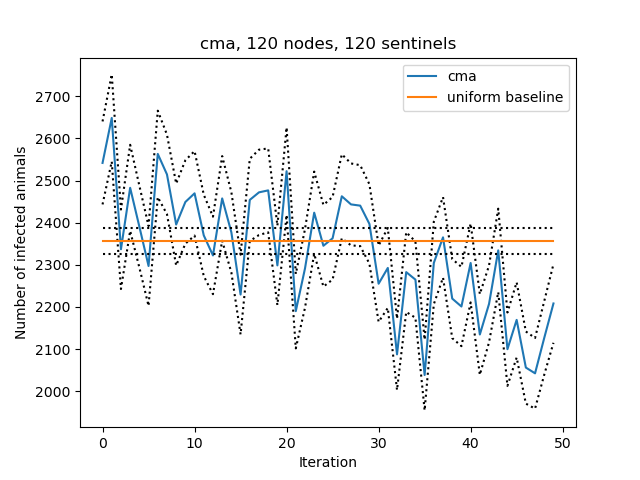 cma, 120 nodes, 120 sentinels
cma
uniform baseline
Number of infected animals
2700
2600
2500
2400
2300
2200
2100
2000
0 10 20 30 40 50
Iteration